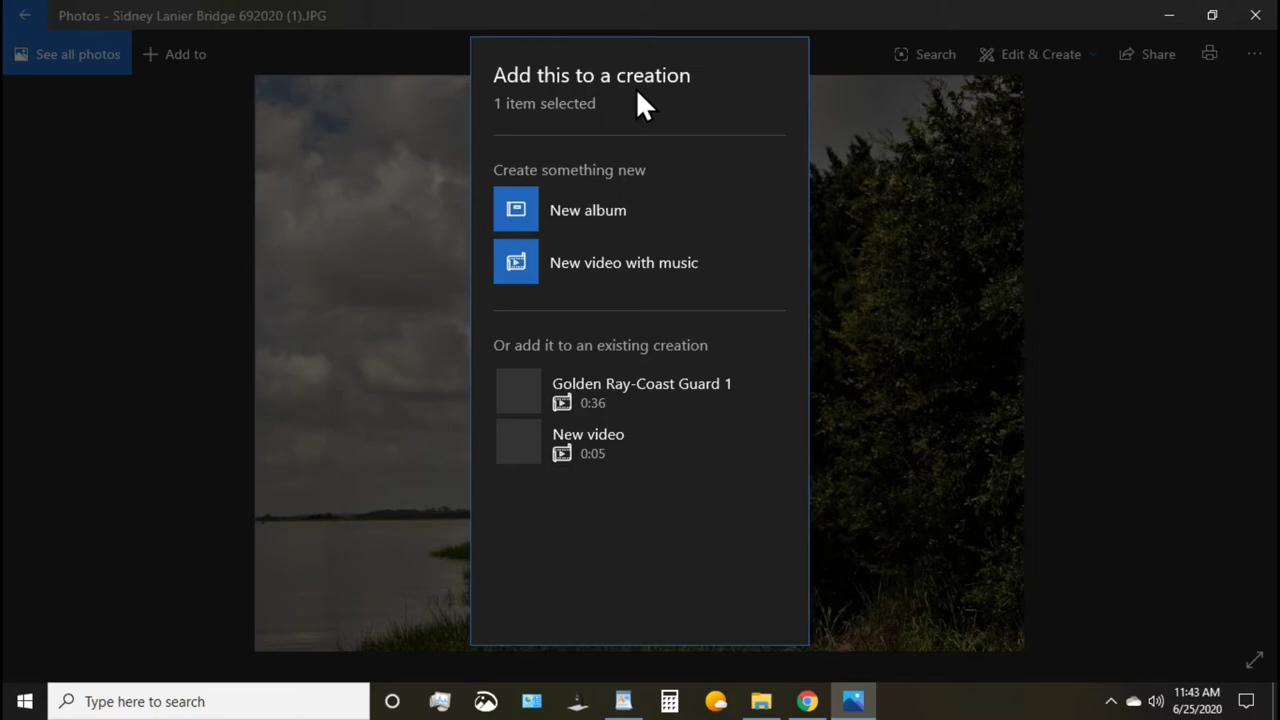 Photos - Sidney Lanier Bridge 692020 (1).JPG
See all photos
Add to
Search
Edit & Create
Share
Add this to a creation
1 item selected
Create something new
New album
New video with music
Or add it to an existing creation
Golden Ray-Coast Guard 1
0:36
New video
0:05
Type here to search
11:43 AM
6/25/2020